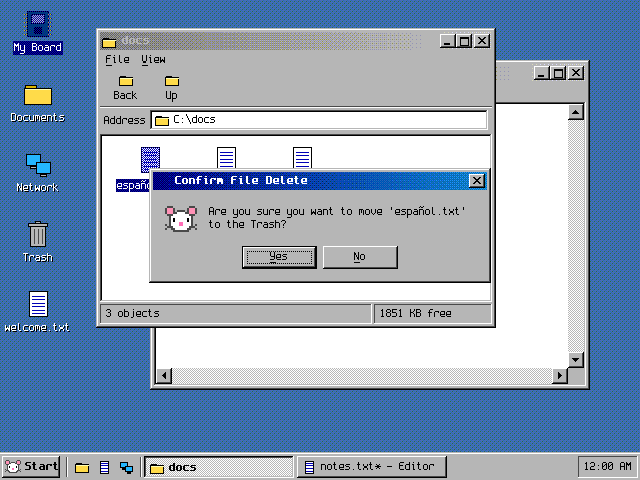 My Board
Documents
Network
Trash
welcome.txt
docs
File View
Back Up
Address C:\docs
Confirm File Delete
Are you sure you want to move 'español.txt'
to the Trash?
Yes No
3 objects 1851 KB free
Start docs notes.txt* - Editor 12:00 AM